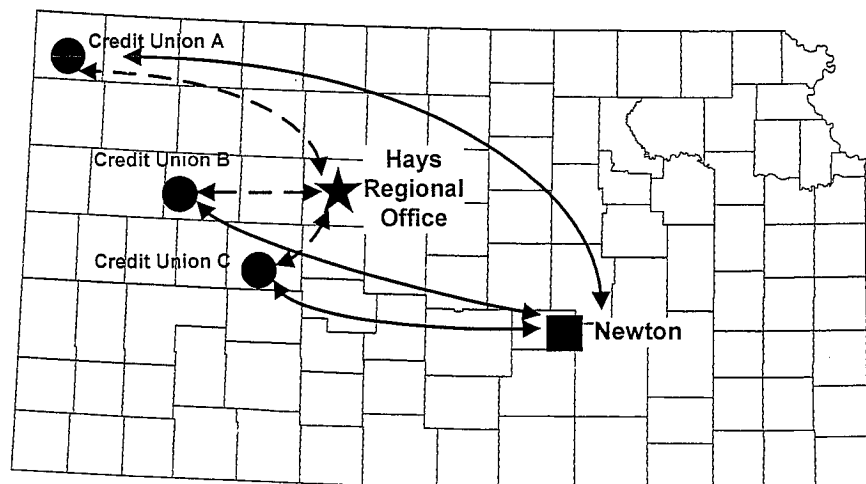 Credit Union A
Credit Union B
Hays
Regional
Office
Credit Union C
Newton